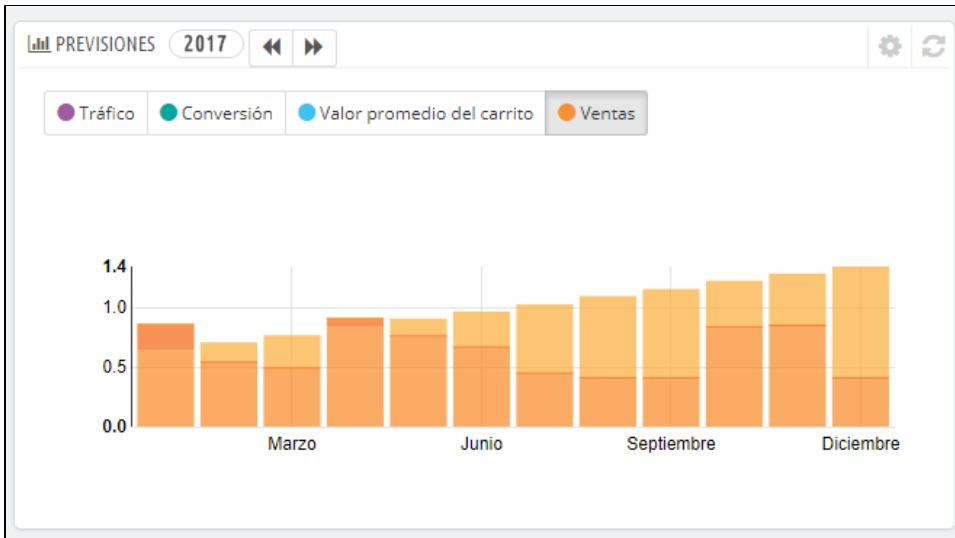 PREVISIONES 2017
Tráfico Conversión Valor promedio del carrito Ventas
1.4
1.0
0.5
0.0
Marzo Junio Septiembre Diciembre